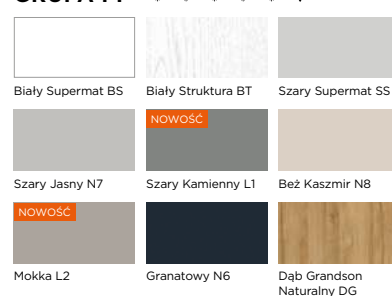 Biały Supermat BS
Biały Struktura BT
Szary Supermat SS
NOWOŚĆ
Szary Jasny N7
Szary Kamienny L1
Beż Kaszmir N8
NOWOŚĆ
Mokka L2
Granatowy N6
Dąb Grandson
Naturalny DG